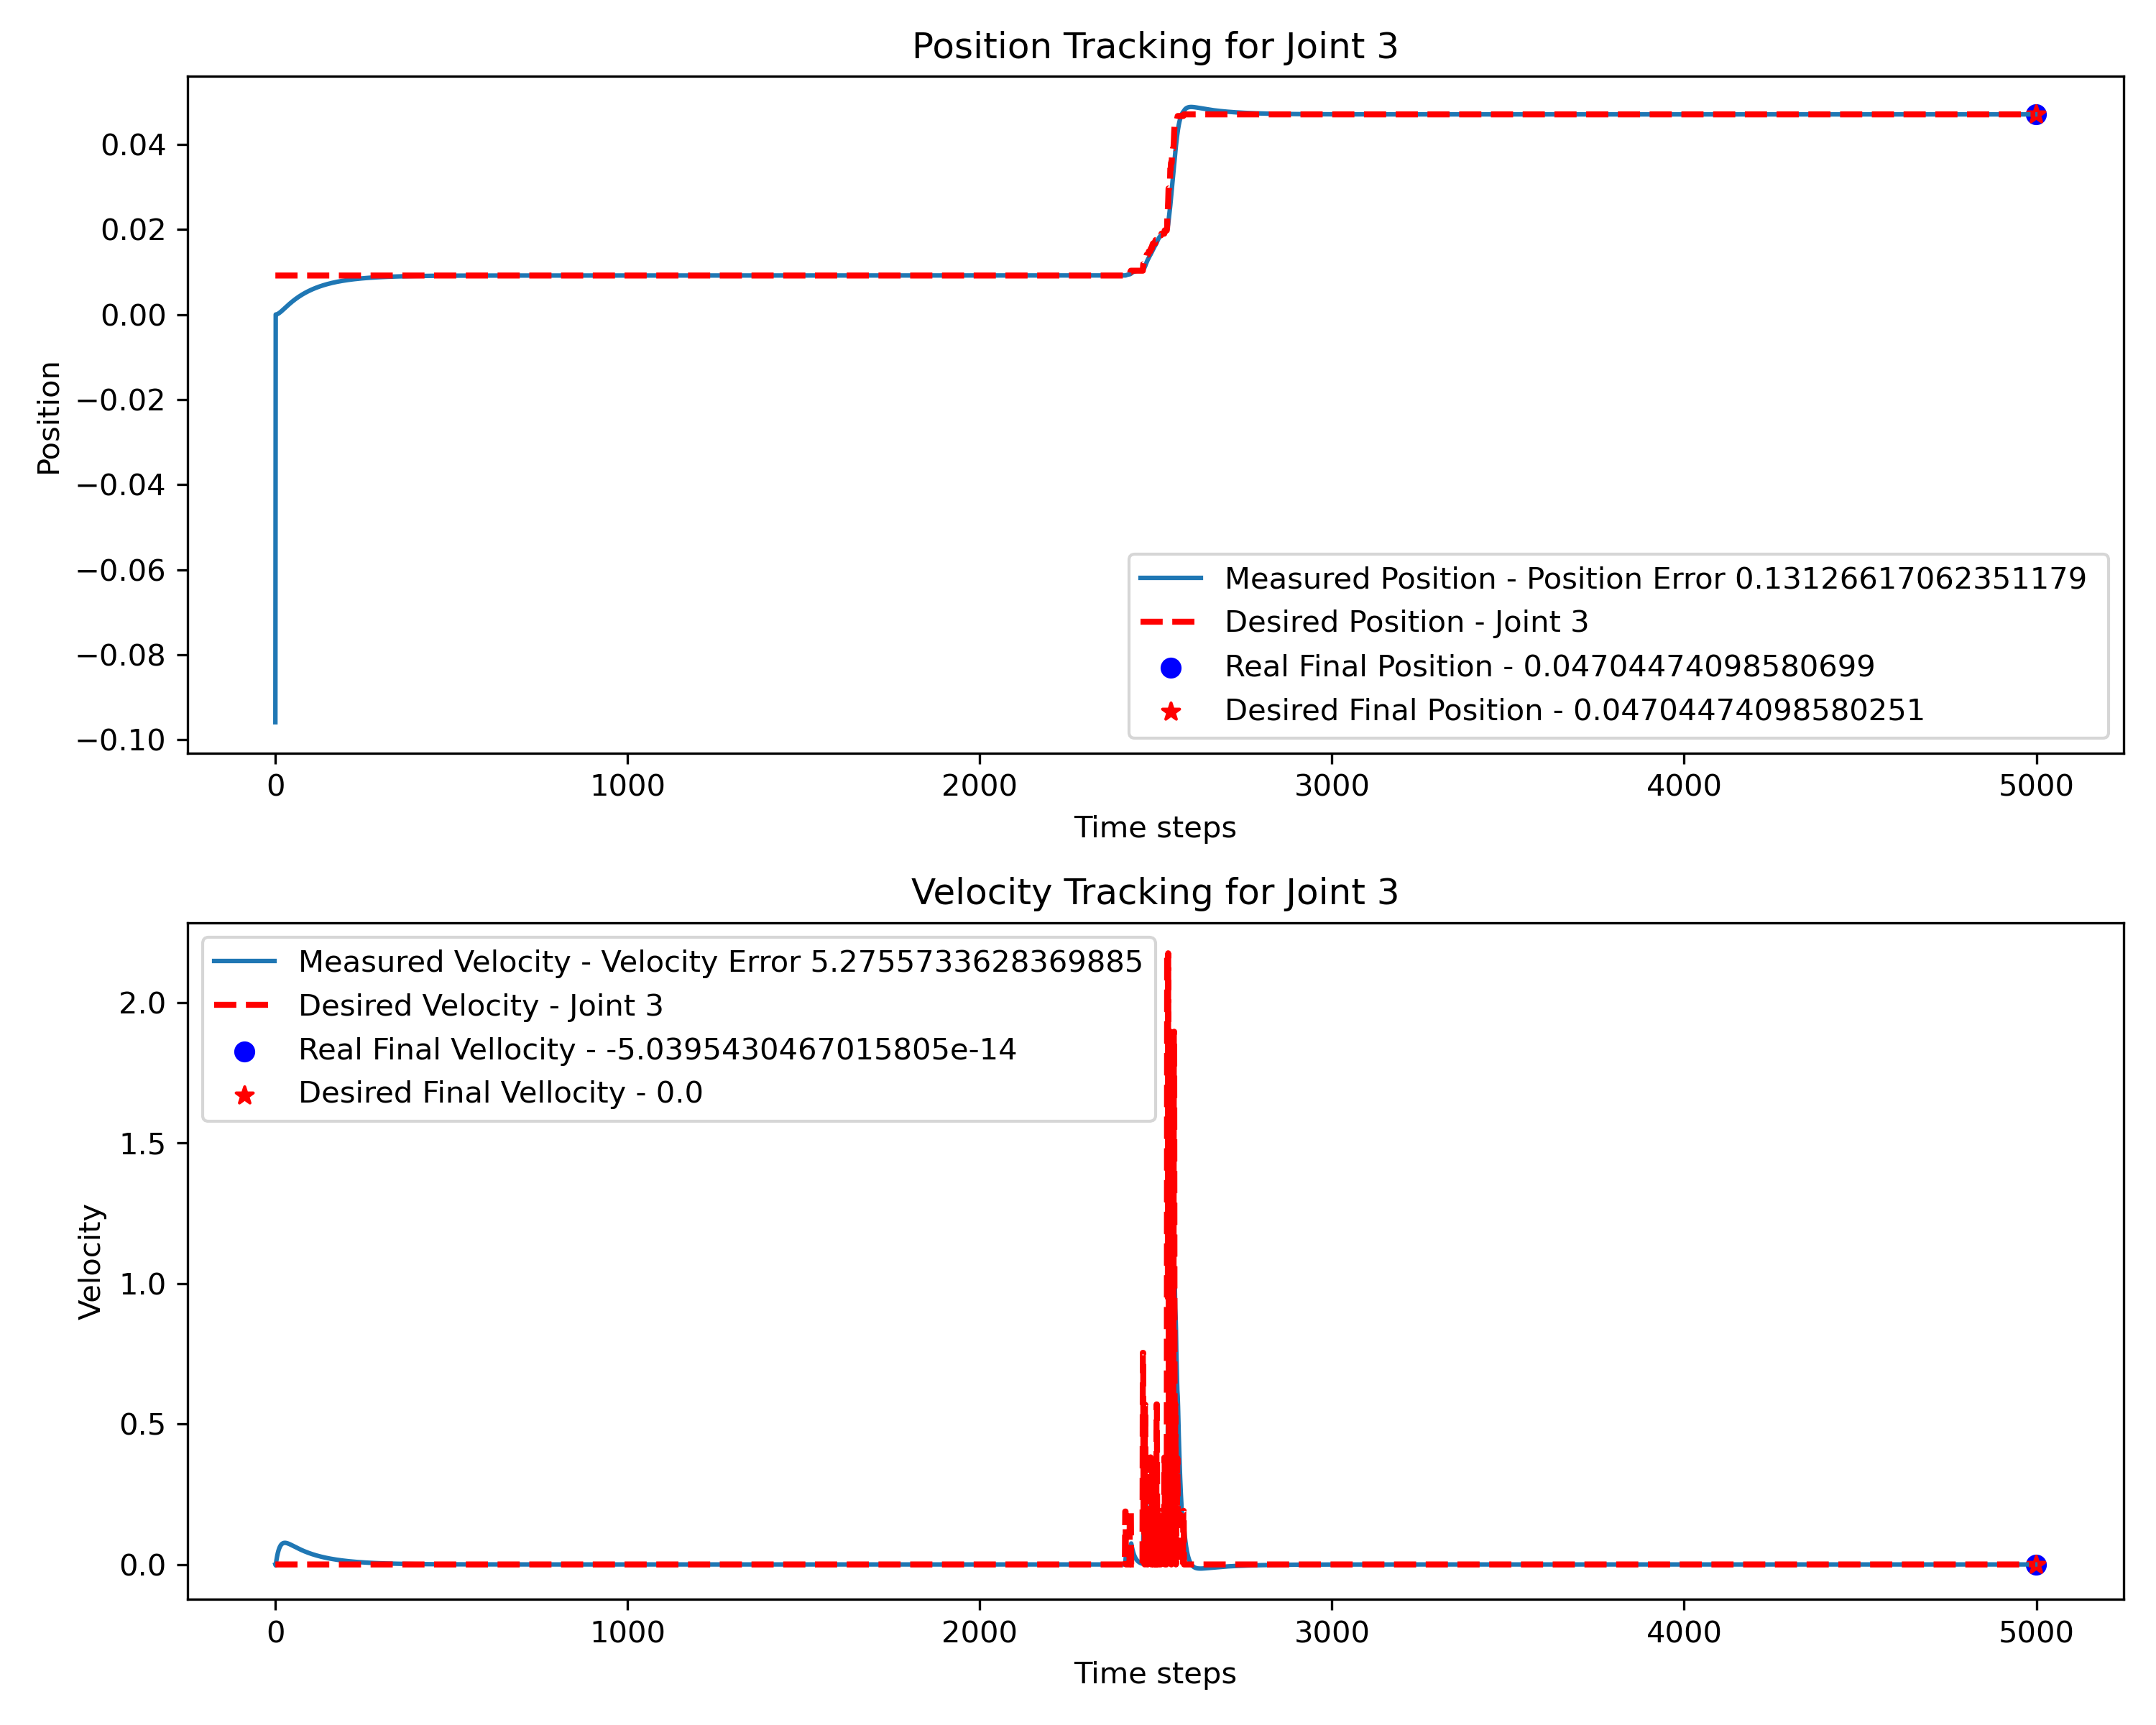 Position Tracking for Joint 3
0.04
0.02
0.00
−0.02
−0.04
−0.06
−0.08
−0.10
Position
Measured Position - Position Error 0.13126617062351179
Desired Position - Joint 3
Real Final Position - 0.04704474098580699
Desired Final Position - 0.04704474098580251
0 1000 2000 3000 4000 5000
Time steps
Velocity Tracking for Joint 3
Measured Velocity - Velocity Error 5.2755733628369885
Desired Velocity - Joint 3
Real Final Vellocity - -5.0395430467015805e-14
Desired Final Vellocity - 0.0
2.0
1.5
1.0
0.5
0.0
Velocity
0 1000 2000 3000 4000 5000
Time steps